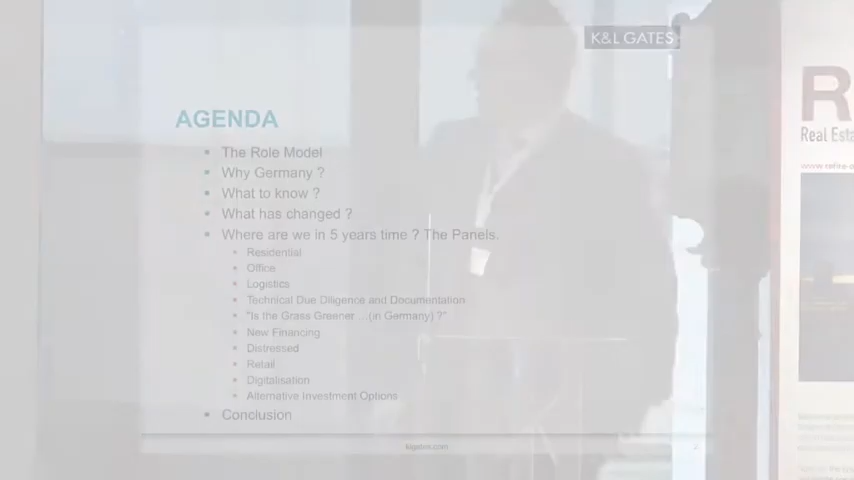 K&L GATES
AGENDA
The Role Model
Why Germany ?
What to know ?
What has changed ?
Where are we in 5 years time ? The Panels.
Residential
Office
Logistics
Technical Due Diligence and Documentation
"Is the Grass Greener ... (in Germany) ?"
New Financing
Distressed
Retail
Digitalisation
Alternative Investment Options
Conclusion
klgates.com
R
Real Esta
www.refire-o